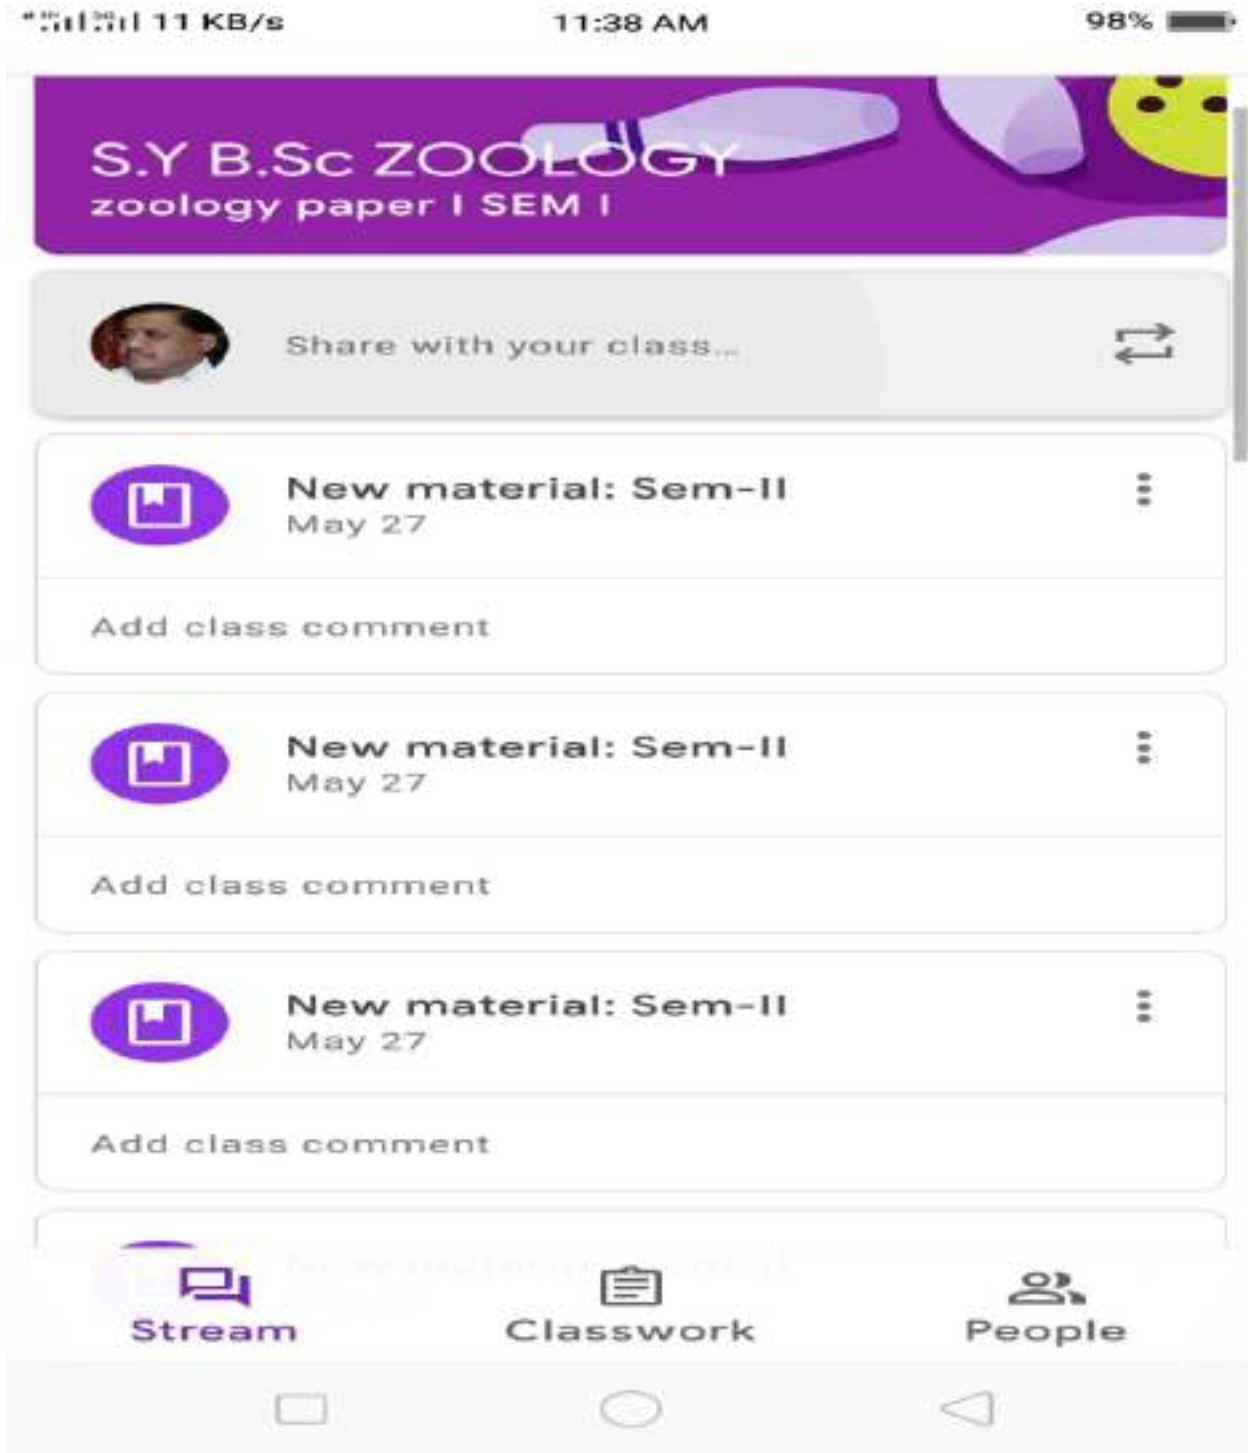 11 KB/s 11:38 AM 98%
S.Y B.Sc ZOOLOGY
zoology paper I SEM I
Share with your class...
New material: Sem-II
May 27
Add class comment
New material: Sem-II
May 27
Add class comment
New material: Sem-II
May 27
Add class comment
Stream Classwork People